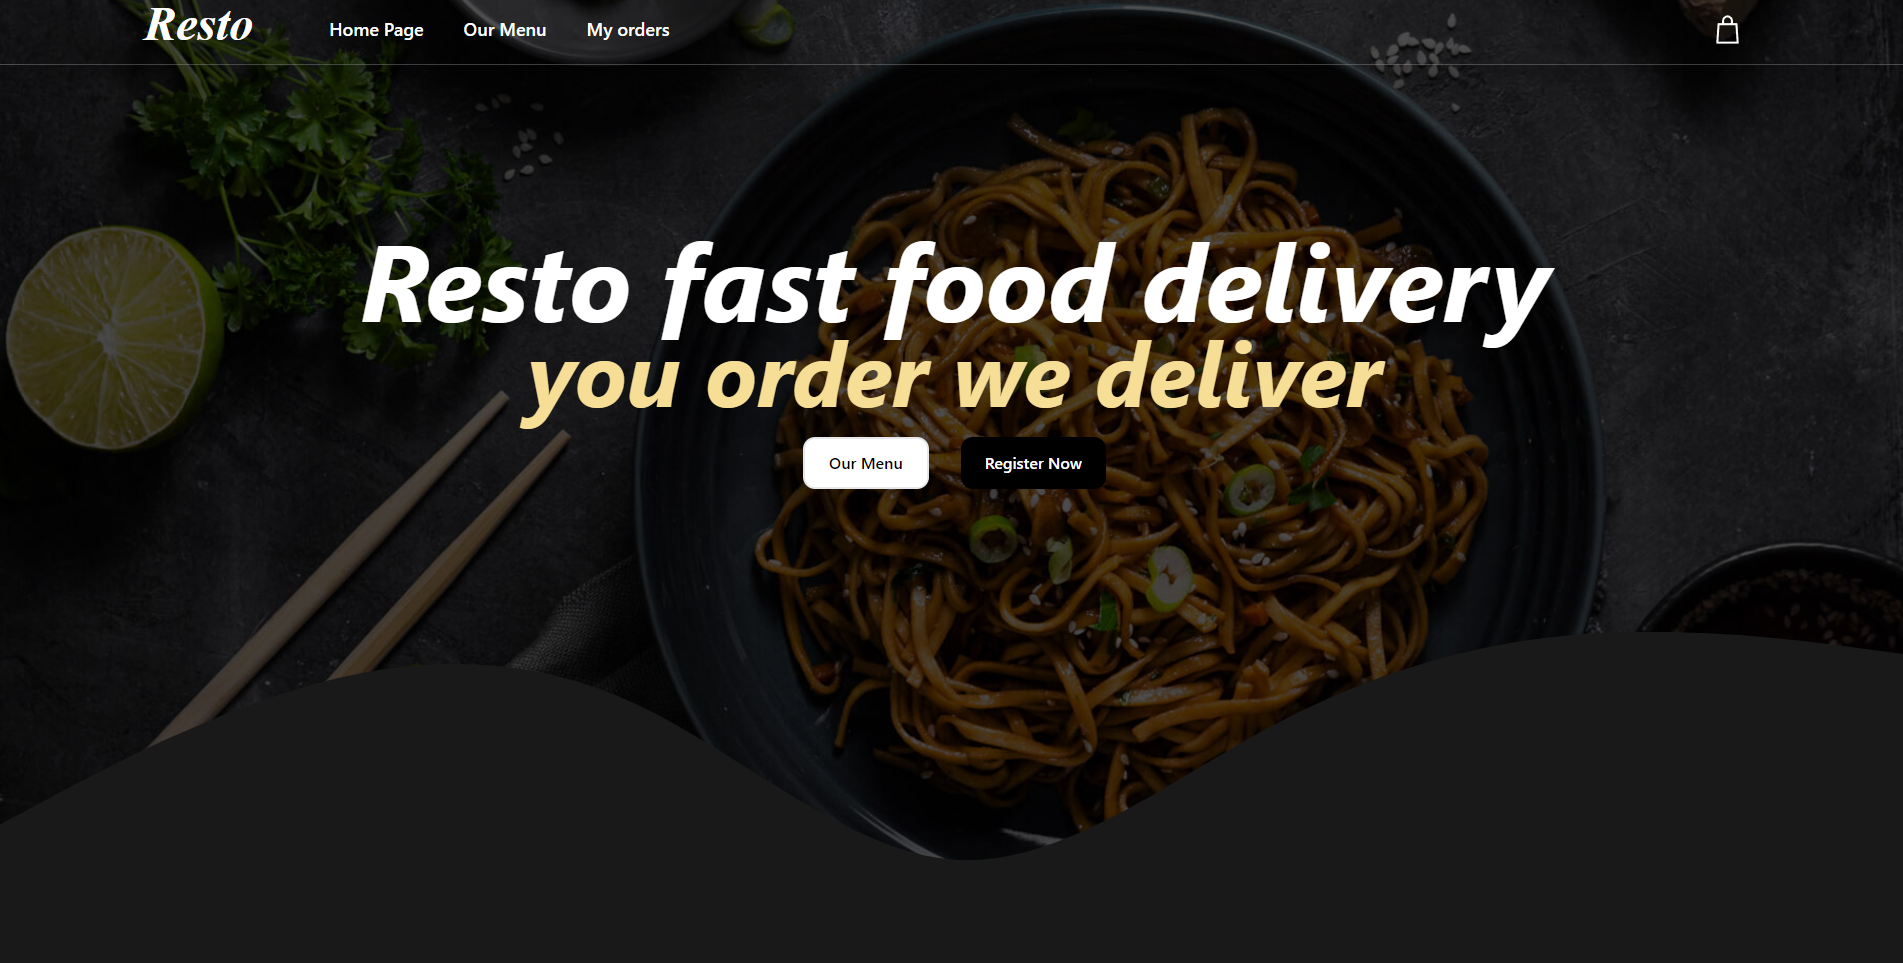 Resto Home Page Our Menu My orders
Resto fast food delivery
you order we deliver
Our Menu Register Now